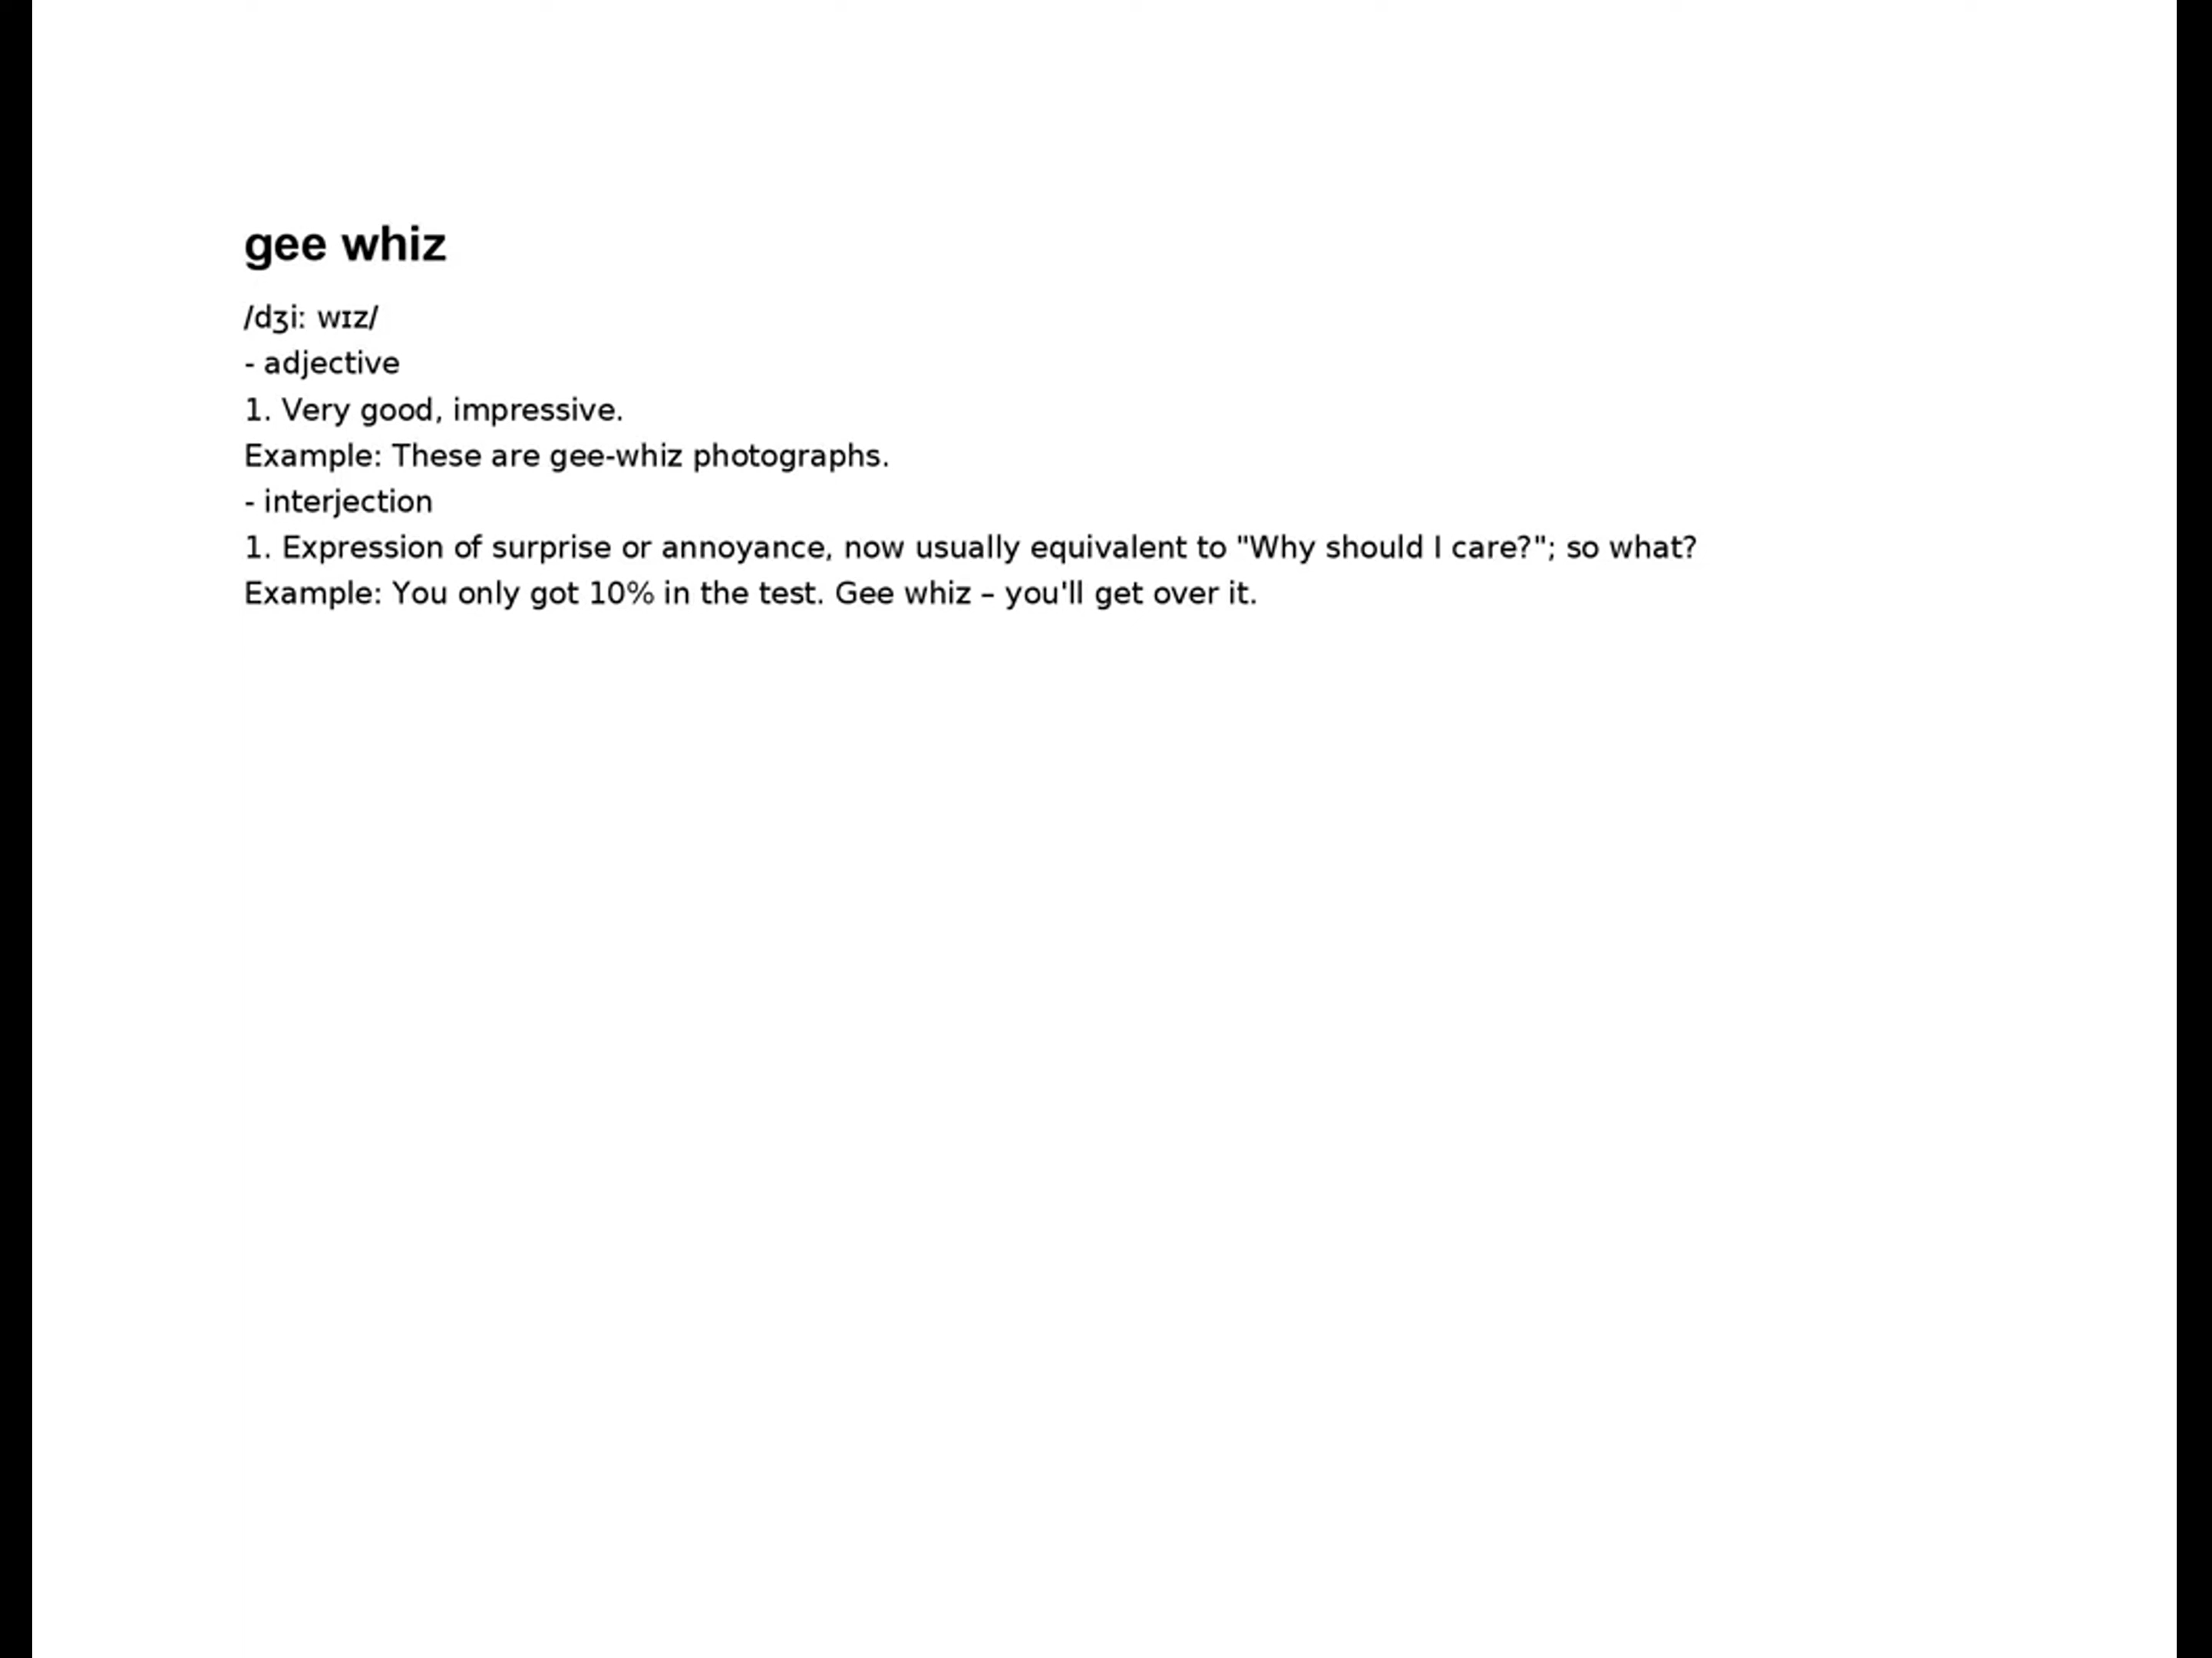 gee whiz
/dʒi: wɪz/
- adjective
1. Very good, impressive.
Example: These are gee-whiz photographs.
- interjection
1. Expression of surprise or annoyance, now usually equivalent to "Why should I care?"; so what?
Example: You only got 10% in the test. Gee whiz – you'll get over it.